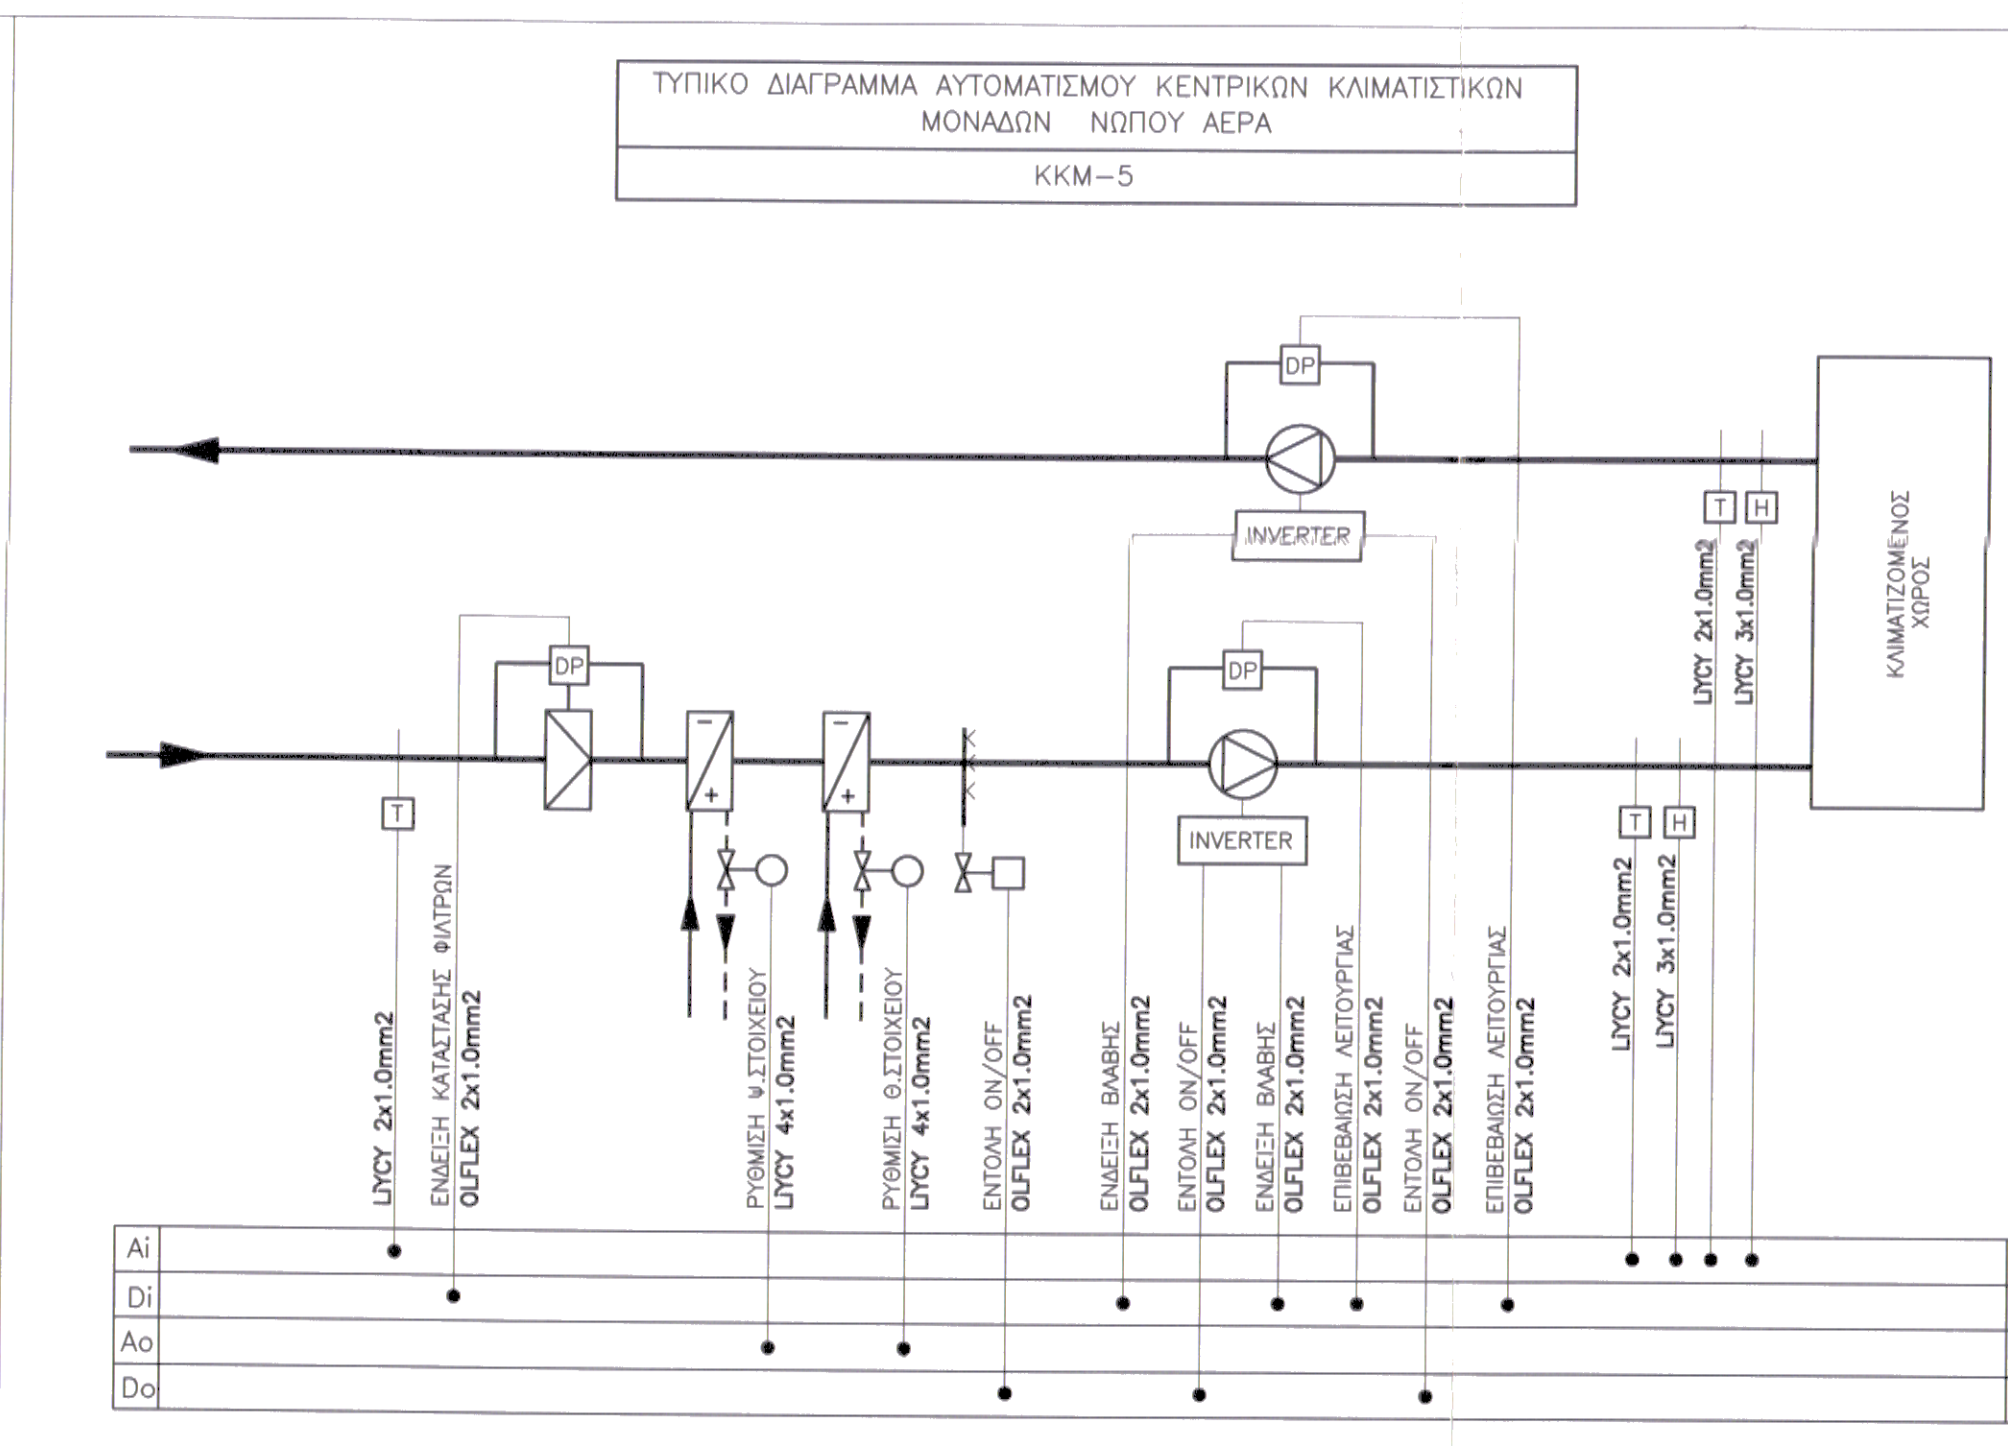 ΤΥΠΙΚΟ ΔΙΑΓΡΑΜΜΑ ΑΥΤΟΜΑΤΙΣΜΟΥ ΚΕΝΤΡΙΚΩΝ ΚΛΙΜΑΤΙΣΤΙΚΩΝ
ΜΟΝΑΔΩΝ ΝΩΠΟΥ ΑΕΡΑ
ΚΚΜ-5
DP
INVERTER
T
H
LiYCY 2x1.0mm2
LiYCY 3x1.0mm2
ΚΛΙΜΑΤΙΖΟΜΕΝΟΣ
ΧΩΡΟΣ
DP
-
+
-
+
DP
INVERTER
T
T
H
LiYCY 2x1.0mm2
ΕΝΔΕΙΞΗ ΚΑΤΑΣΤΑΣΗΣ ΦΙΛΤΡΩΝ
OLFLEX 2x1.0mm2
ΡΥΘΜΙΣΗ Ψ.ΣΤΟΙΧΕΙΟΥ
LiYCY 4x1.0mm2
ΡΥΘΜΙΣΗ Θ.ΣΤΟΙΧΕΙΟΥ
LiYCY 4x1.0mm2
ΕΝΤΟΛΗ ON/OFF
OLFLEX 2x1.0mm2
ΕΝΔΕΙΞΗ ΒΛΑΒΗΣ
OLFLEX 2x1.0mm2
ΕΝΤΟΛΗ ON/OFF
OLFLEX 2x1.0mm2
ΕΝΔΕΙΞΗ ΒΛΑΒΗΣ
OLFLEX 2x1.0mm2
ΕΠΙΒΕΒΑΙΩΣΗ ΛΕΙΤΟΥΡΓΙΑΣ
OLFLEX 2x1.0mm2
ΕΝΤΟΛΗ ON/OFF
OLFLEX 2x1.0mm2
ΕΠΙΒΕΒΑΙΩΣΗ ΛΕΙΤΟΥΡΓΙΑΣ
OLFLEX 2x1.0mm2
LiYCY 2x1.0mm2
LiYCY 3x1.0mm2
Ai
Di
Ao
Do